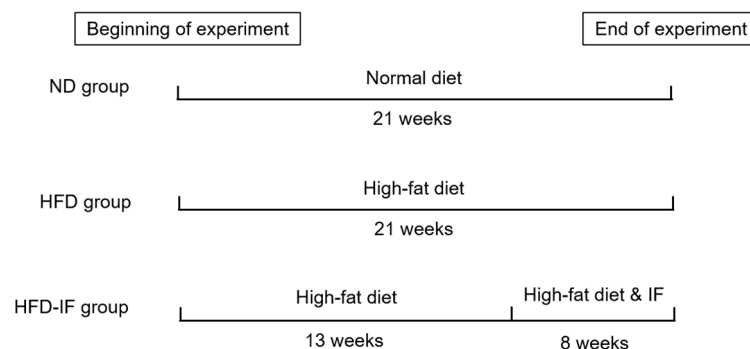 Beginning of experiment
End of experiment
ND group
Normal diet
21 weeks
HFD group
High-fat diet
21 weeks
HFD-IF group
High-fat diet
High-fat diet & IF
13 weeks
8 weeks